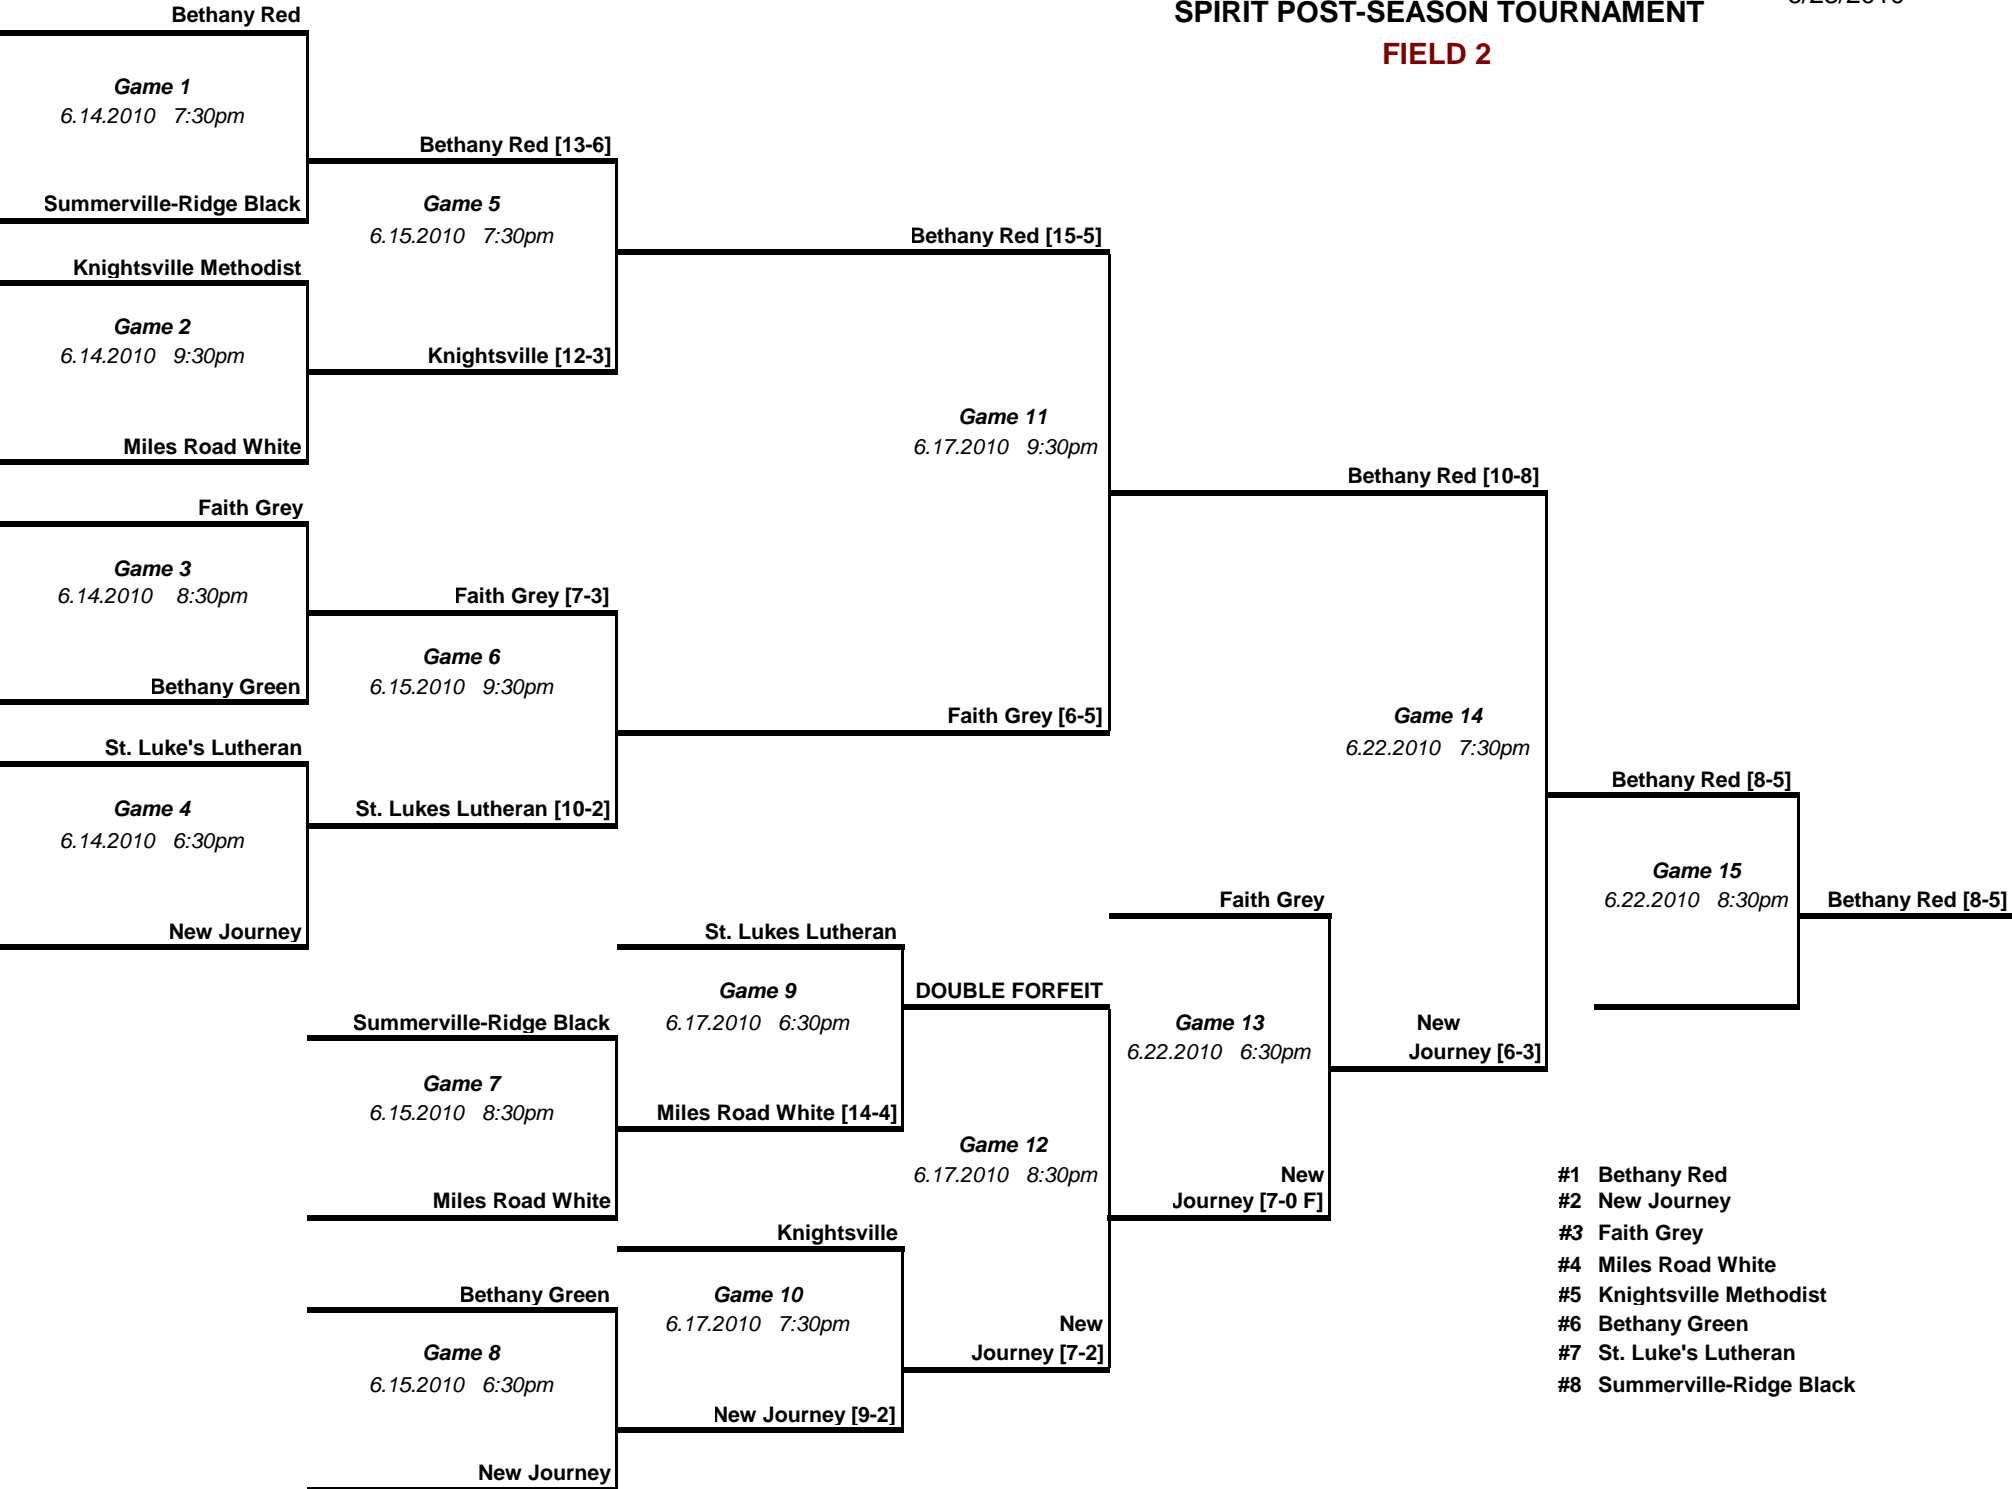 SPIRIT POST-SEASON TOURNAMENT
FIELD 2
Bethany Red
Game 1
6.14.2010 7:30pm
Summerville-Ridge Black
Knightsville Methodist
Game 2
6.14.2010 9:30pm
Miles Road White
Faith Grey
Game 3
6.14.2010 8:30pm
Bethany Green
St. Luke's Lutheran
Game 4
6.14.2010 6:30pm
New Journey
Bethany Red [13-6]
Game 5
6.15.2010 7:30pm
Knightsville [12-3]
Faith Grey [7-3]
Game 6
6.15.2010 9:30pm
St. Lukes Lutheran [10-2]
Summerville-Ridge Black
Game 7
6.15.2010 8:30pm
Miles Road White
Bethany Green
Game 8
6.15.2010 6:30pm
New Journey
Bethany Red [15-5]
Game 11
6.17.2010 9:30pm
Faith Grey [6-5]
St. Lukes Lutheran
Game 9
6.17.2010 6:30pm
Miles Road White [14-4]
Knightsville
Game 10
6.17.2010 7:30pm
New Journey [9-2]
DOUBLE FORFEIT
Game 12
6.17.2010 8:30pm
New
Journey [7-2]
Bethany Red [10-8]
Game 14
6.22.2010 7:30pm
Faith Grey
Game 13
6.22.2010 6:30pm
New
Journey [7-0 F]
New
Journey [6-3]
Bethany Red [8-5]
Game 15
6.22.2010 8:30pm
Bethany Red [8-5]
#1 Bethany Red
#2 New Journey
#3 Faith Grey
#4 Miles Road White
#5 Knightsville Methodist
#6 Bethany Green
#7 St. Luke's Lutheran
#8 Summerville-Ridge Black